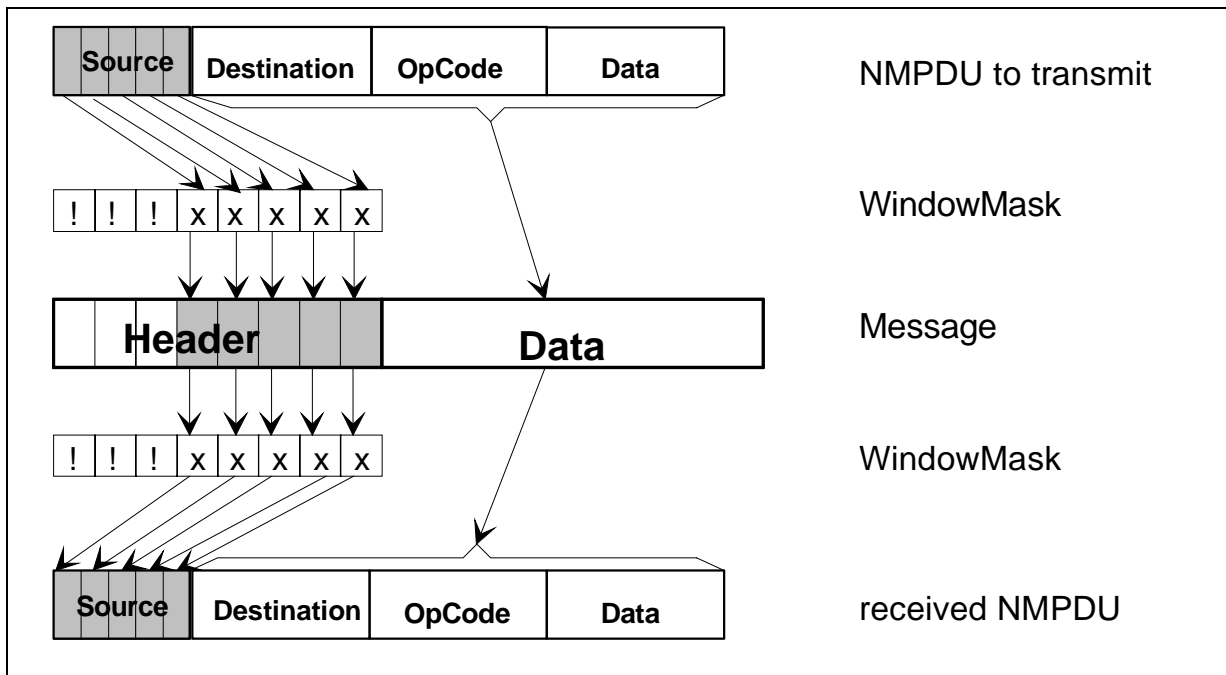 Source Destination OpCode Data NMPDU to transmit
! ! ! x x x x x WindowMask
Header Data Message
! ! ! x x x x x WindowMask
Source Destination OpCode Data received NMPDU